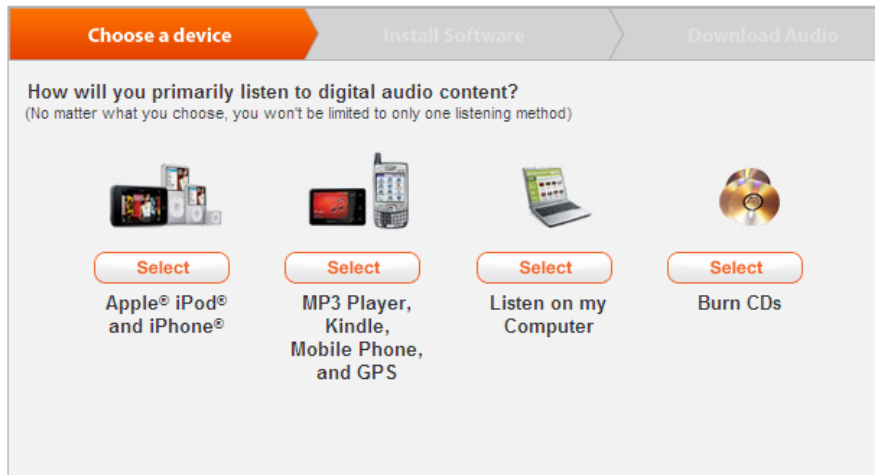 Choose a device
Install Software
Download Audio
How will you primarily listen to digital audio content?
(No matter what you choose, you won't be limited to only one listening method)
Select
Select
Select
Select
Apple® iPod®
and iPhone®
MP3 Player,
Kindle,
Mobile Phone,
and GPS
Listen on my
Computer
Burn CDs